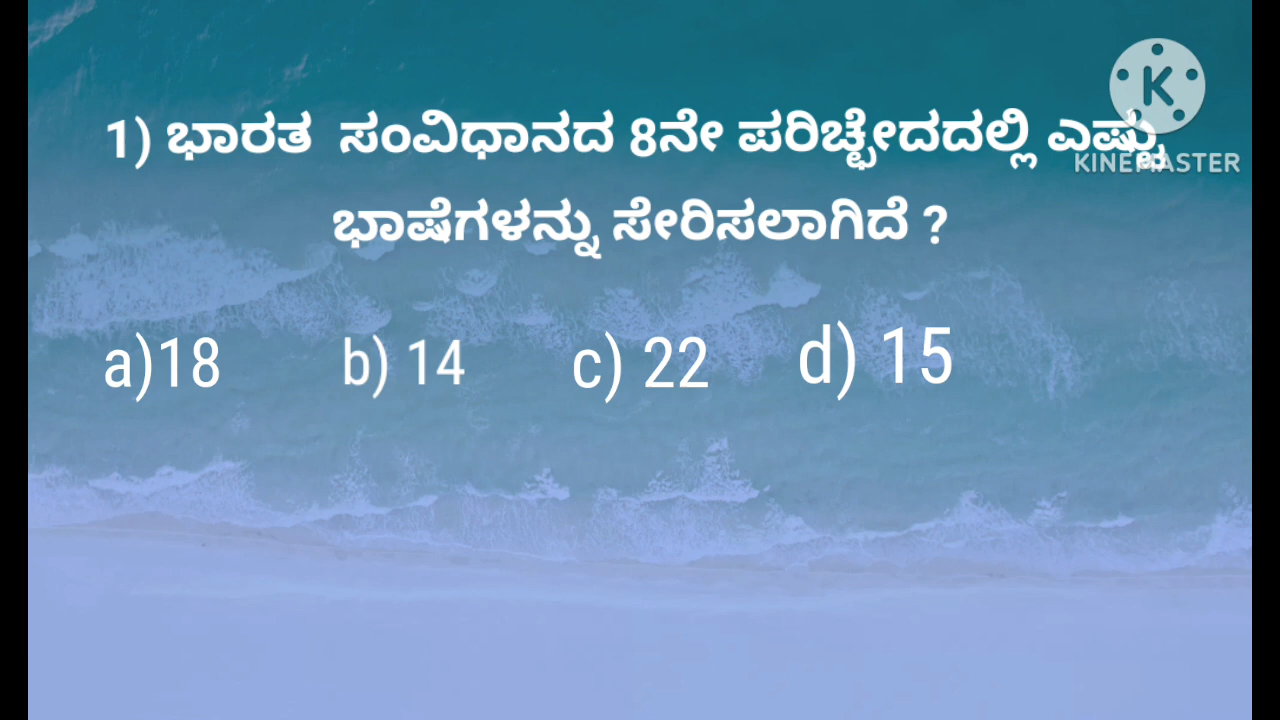 1) ಭಾರತ ಸಂವಿಧಾನದ 8ನೇ ಪರಿಚ್ಛೇದದಲ್ಲಿ ಎಷ್ಟು
ಭಾಷೆಗಳನ್ನು ಸೇರಿಸಲಾಗಿದೆ ?
a)18 b) 14 c) 22 d) 15
K
KINEMASTER